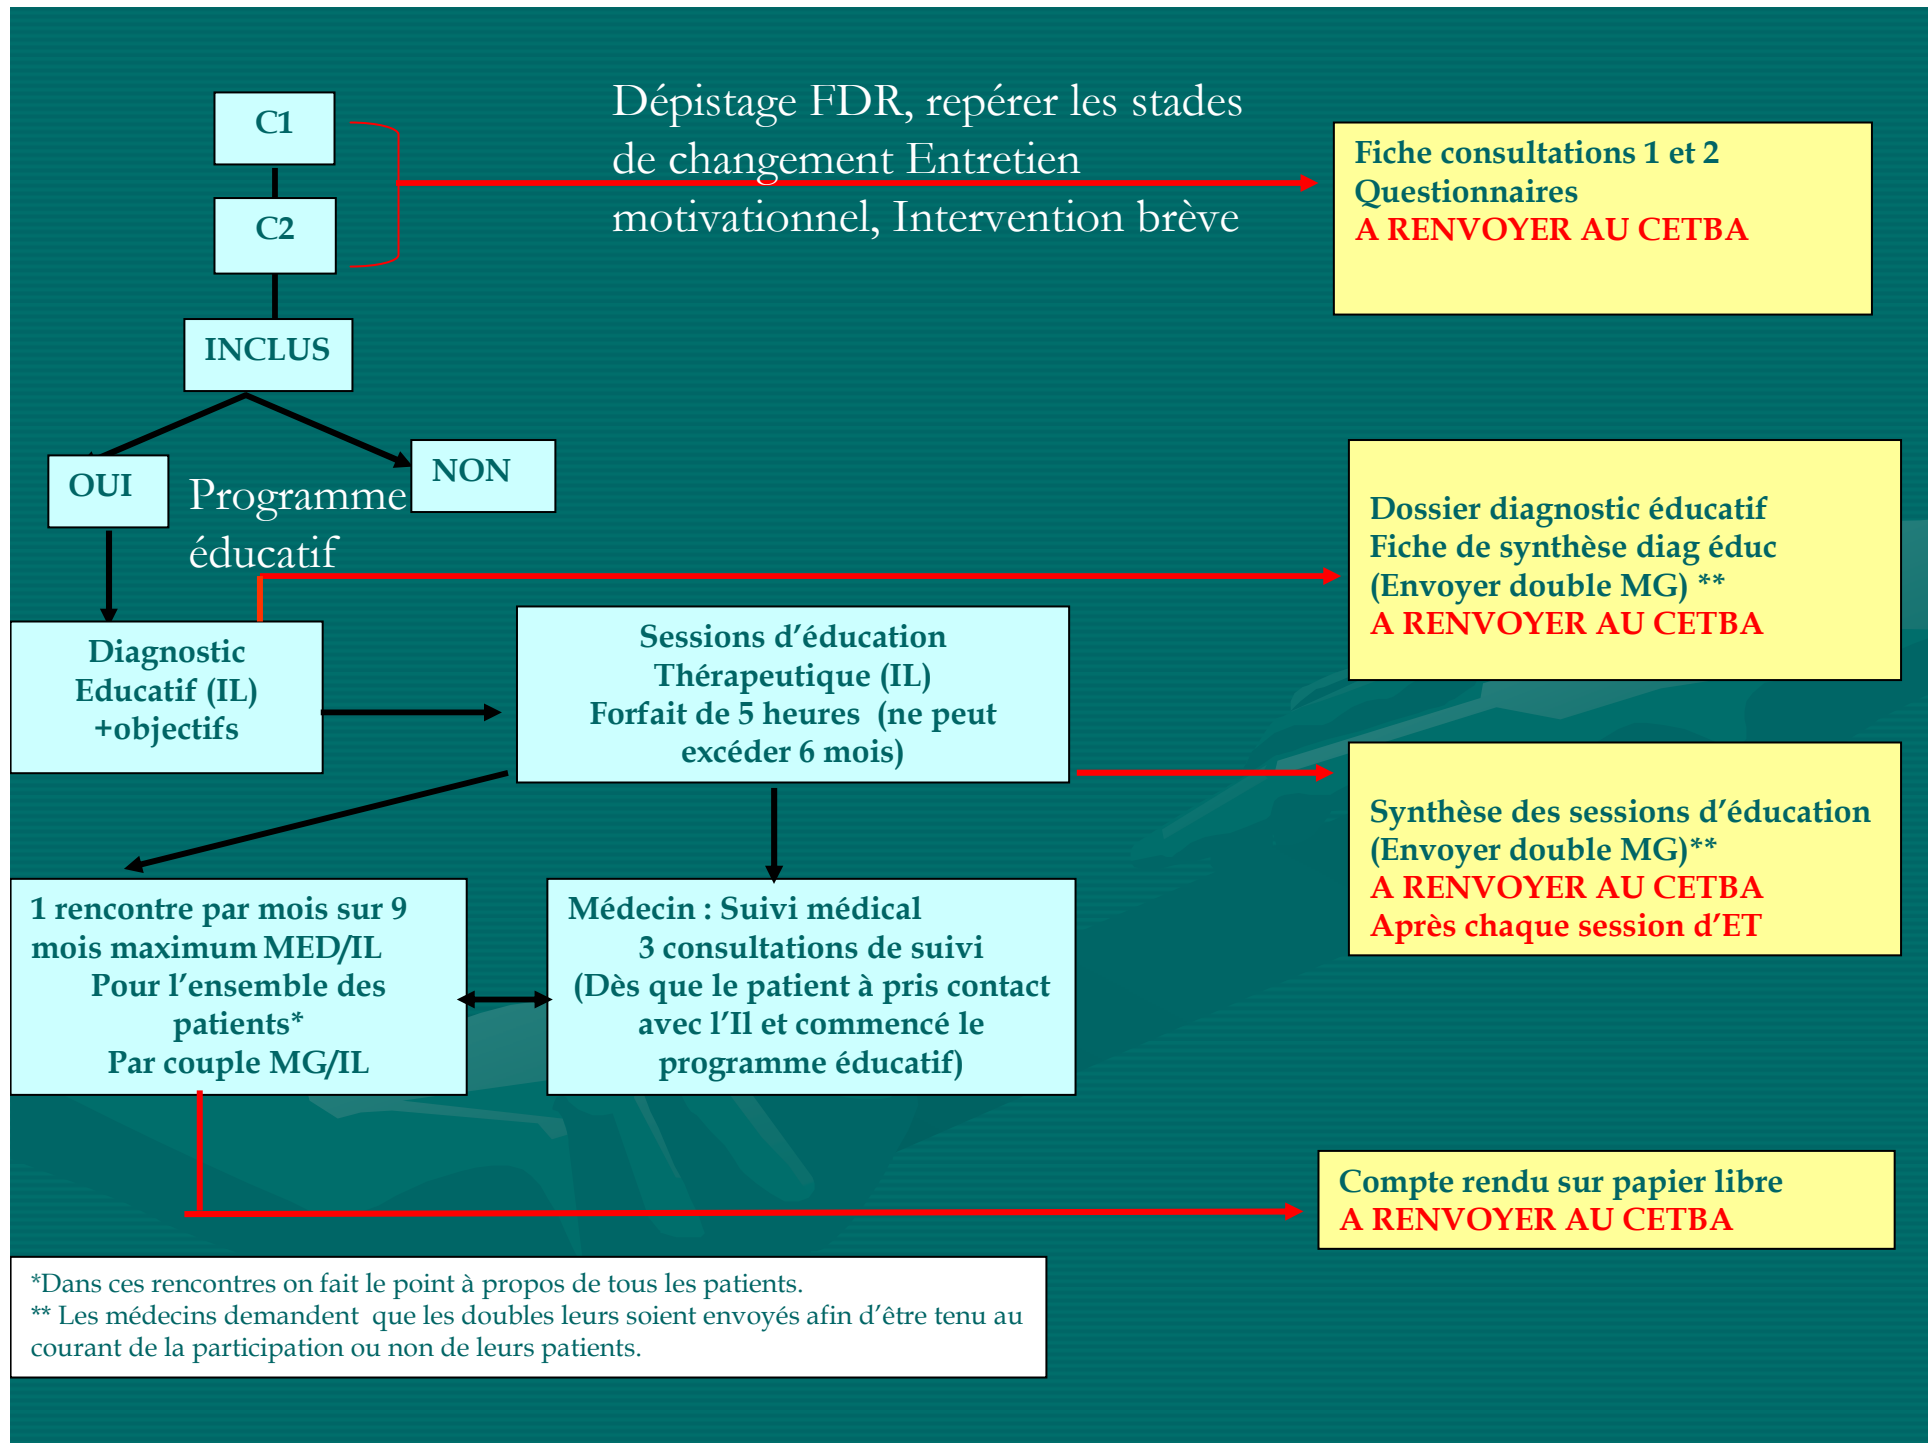 C1
C2
Dépistage FDR, repérer les stades
de changement Entretien
motivationnel, Intervention brève
Fiche consultations 1 et 2
Questionnaires
A RENVOYER AU CETBA
INCLUS
OUI
NON
Programme
éducatif
Dossier diagnostic éducatif
Fiche de synthèse diag éduc
(Envoyer double MG) **
A RENVOYER AU CETBA
Diagnostic
Educatif (IL)
+objectifs
Sessions d’éducation
Thérapeutique (IL)
Forfait de 5 heures (ne peut
excéder 6 mois)
Synthèse des sessions d’éducation
(Envoyer double MG)**
A RENVOYER AU CETBA
Après chaque session d’ET
1 rencontre par mois sur 9
mois maximum MED/IL
Pour l’ensemble des
patients*
Par couple MG/IL
Médecin : Suivi médical
3 consultations de suivi
(Dès que le patient à pris contact
avec l’Il et commencé le
programme éducatif)
Compte rendu sur papier libre
A RENVOYER AU CETBA
*Dans ces rencontres on fait le point à propos de tous les patients.
** Les médecins demandent que les doubles leurs soient envoyés afin d’être tenu au
courant de la participation ou non de leurs patients.